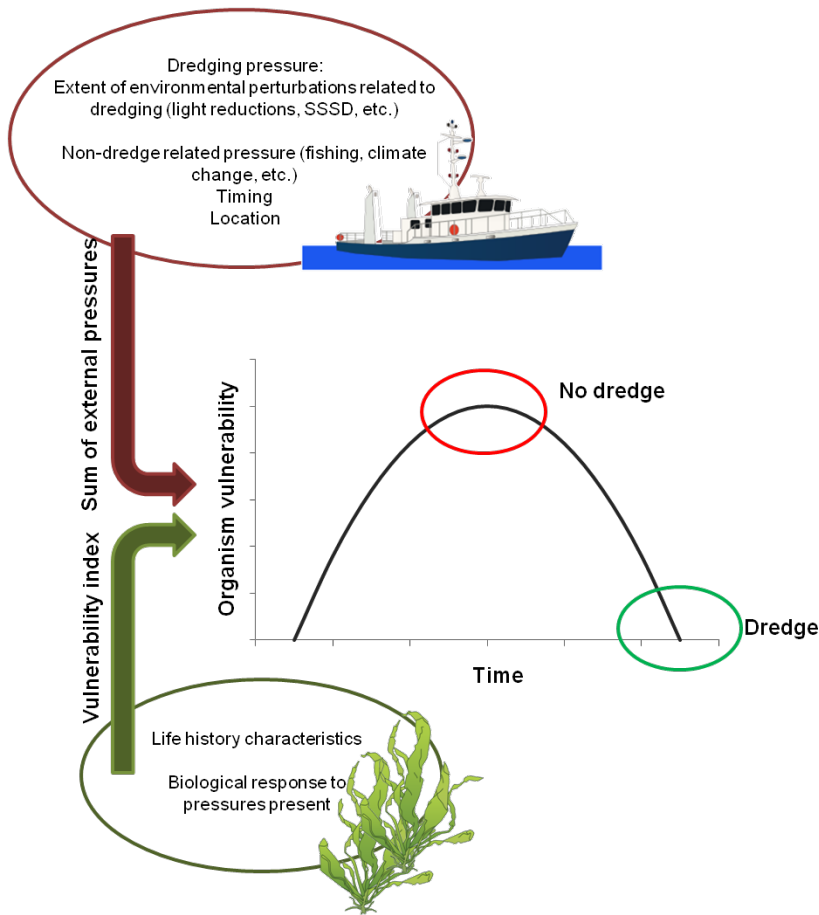 Dredging pressure:
Extent of environmental perturbations related to
dredging (light reductions, SSSD, etc.)
Non-dredge related pressure (fishing, climate
change, etc.)
Timing
Location
Sum of external pressures
Vulnerability index
Organism vulnerability
No dredge
Dredge
Time
Life history characteristics
Biological response to
pressures present